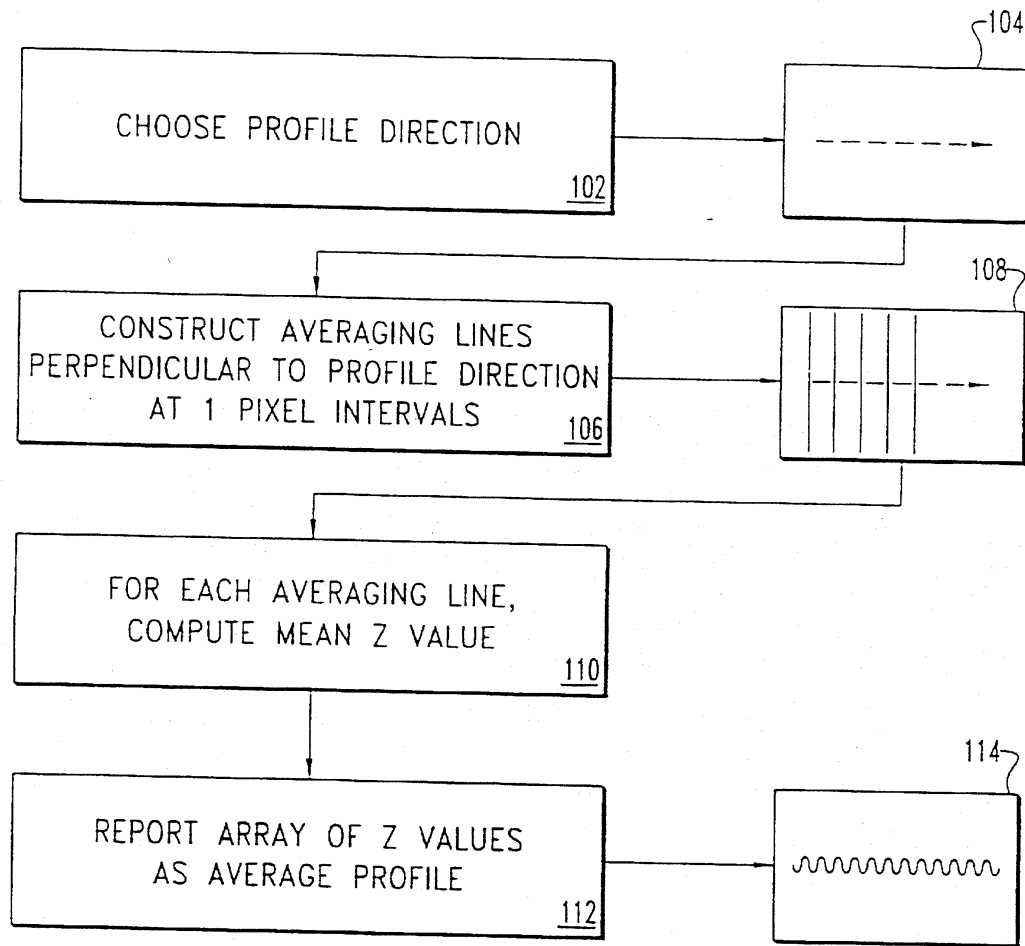 104
CHOOSE PROFILE DIRECTION
102
108
CONSTRUCT AVERAGING LINES
PERPENDICULAR TO PROFILE DIRECTION
AT 1 PIXEL INTERVALS
106
FOR EACH AVERAGING LINE,
COMPUTE MEAN Z VALUE
110
114
REPORT ARRAY OF Z VALUES
AS AVERAGE PROFILE
112